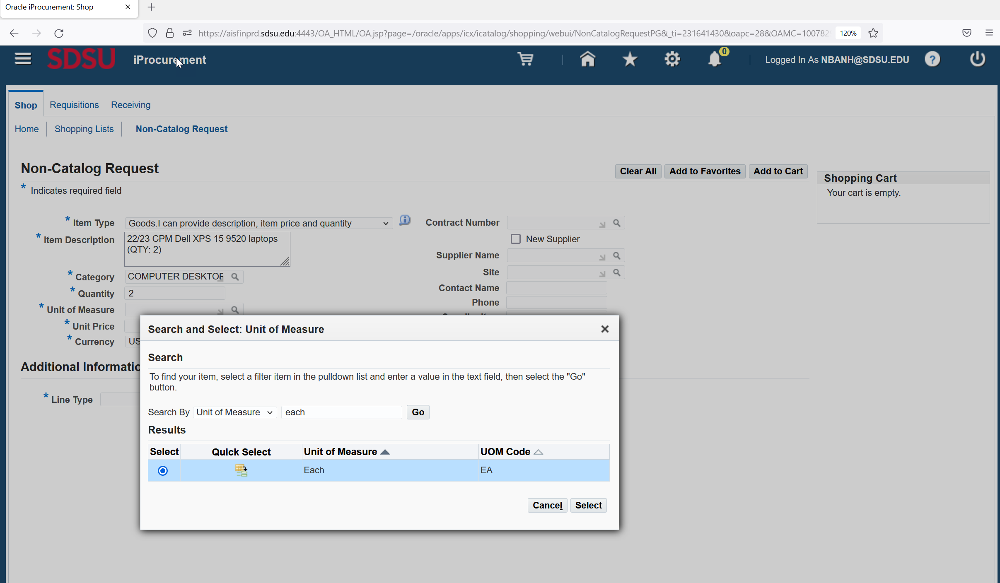 Oracle iProcurement: Shop
https://aisfinprd.sdsu.edu:4443/OA_HTML/OA.jsp?page=/oracle/apps/icx/icatalog/shopping/webui/NonCatalogRequestPG&_ti=231641430&oapc=28&OAMC=100782
120%
SDSU
iProcurement
0
Logged In As NBANH@SDSU.EDU
?
Shop
Requisitions
Receiving
Home
Shopping Lists
Non-Catalog Request
Non-Catalog Request
Clear All
Add to Favorites
Add to Cart
Shopping Cart
Your cart is empty.
* Indicates required field
* Item Type
Goods.I can provide description, item price and quantity
* Item Description
22/23 CPM Dell XPS 15 9520 laptops
(QTY: 2)
* Category
COMPUTER DESKTOP
* Quantity
2
* Unit of Measure
* Unit Price
* Currency
US
Contract Number
New Supplier
Supplier Name
Site
Contact Name
Phone
Additional Informatio
* Line Type
Search and Select: Unit of Measure
Search
To find your item, select a filter item in the pulldown list and enter a value in the text field, then select the "Go"
button.
Search By
Unit of Measure
each
Go
Results
Select
Quick Select
Unit of Measure
UOM Code
Each
EA
Cancel
Select